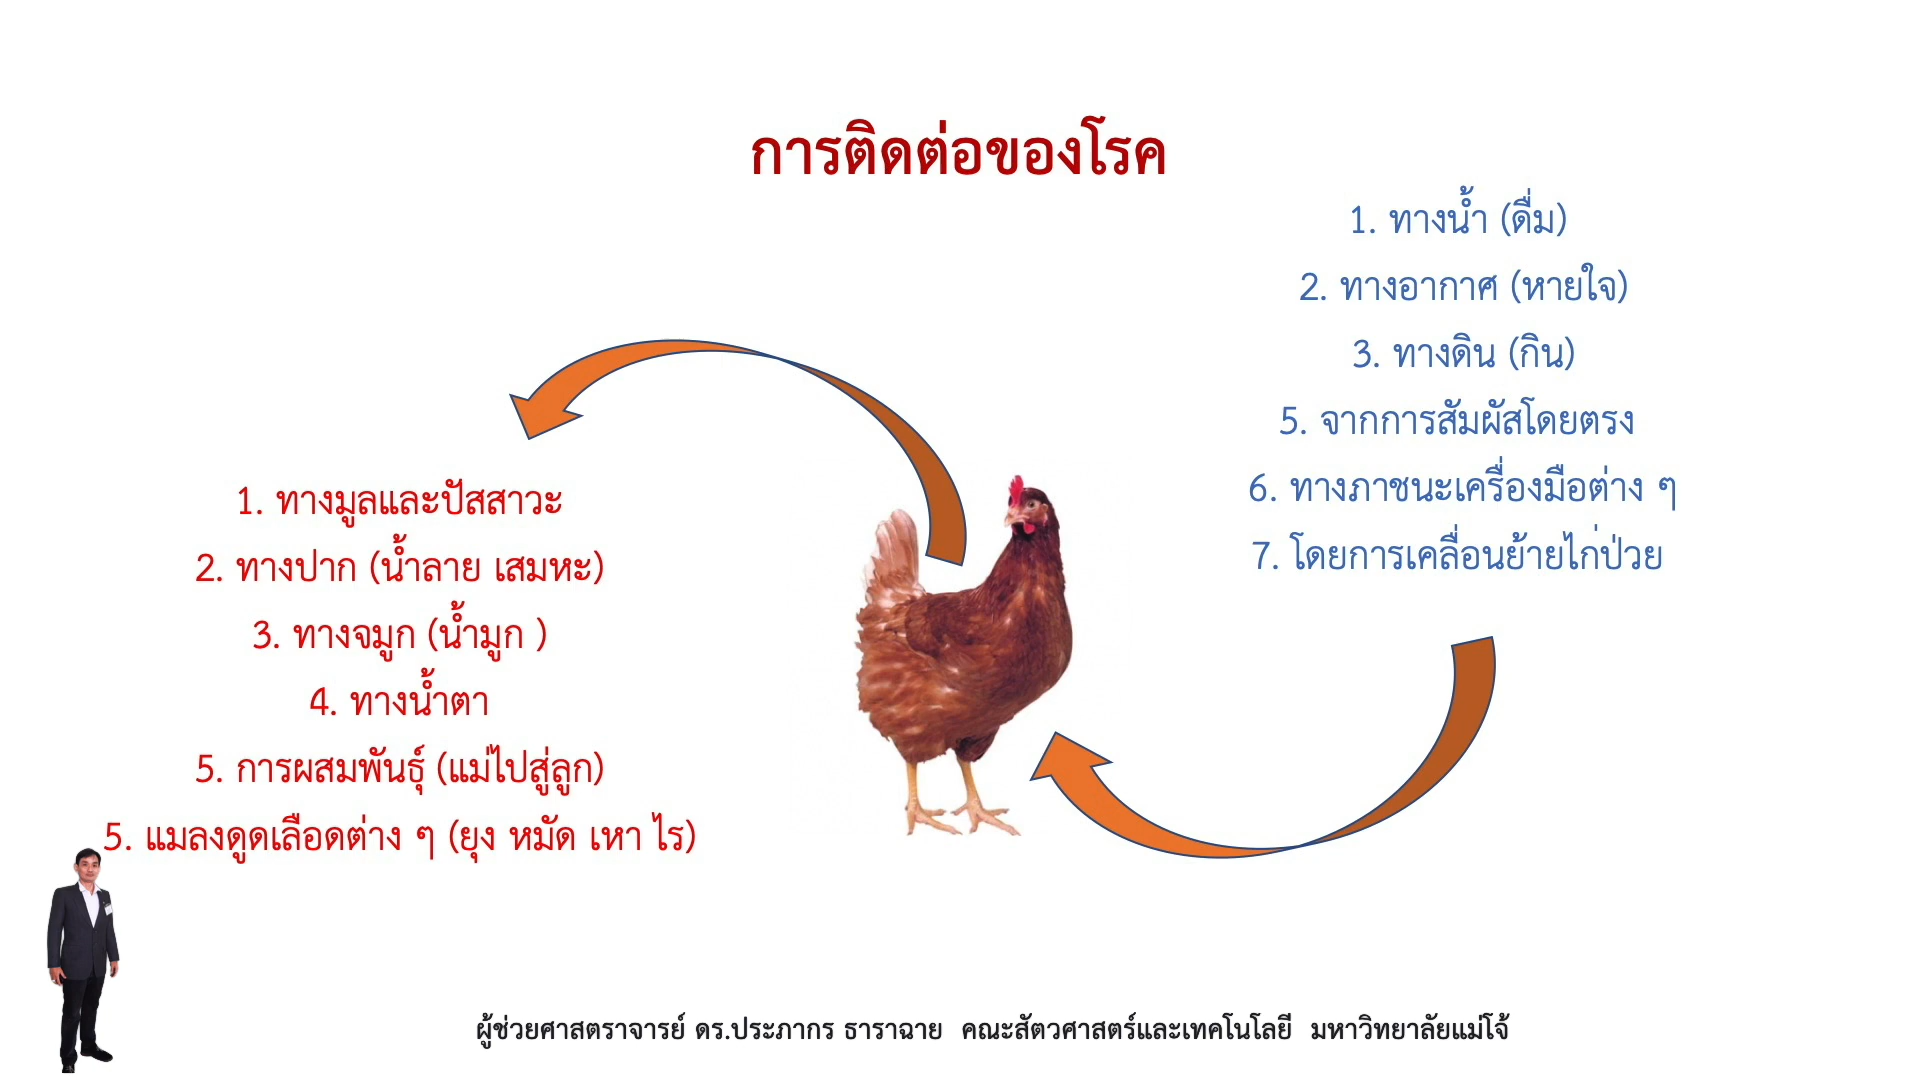 การติดต่อของโรค
1. ทางน้ำ (ดื่ม)
2. ทางอากาศ (หายใจ)
3. ทางดิน (กิน)
5. จากการสัมผัสโดยตรง
6. ทางภาชนะเครื่องมือต่าง ๆ
7. โดยการเคลื่อนย้ายไก่ป่วย
1. ทางมูลและปัสสาวะ
2. ทางปาก (น้ำลาย เสมหะ)
3. ทางจมูก (น้ำมูก )
4. ทางน้ำตา
5. การผสมพันธุ์ (แม่ไปสู่ลูก)
5. แมลงดูดเลือดต่าง ๆ (ยุง หมัด เหา ไร)
ผู้ช่วยศาสตราจารย์ ดร.ประภากร ธาราฉาย คณะสัตวศาสตร์และเทคโนโลยี มหาวิทยาลัยแม่โจ้